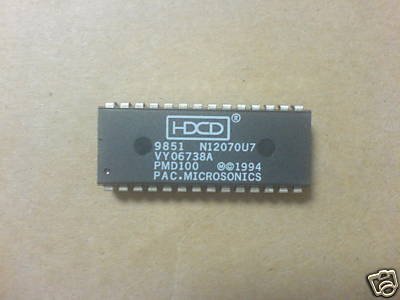 HDCD ®
9851 N12070U7
VY06738A
PMD100 Ⓜ©1994
PAC.MICROSONICS